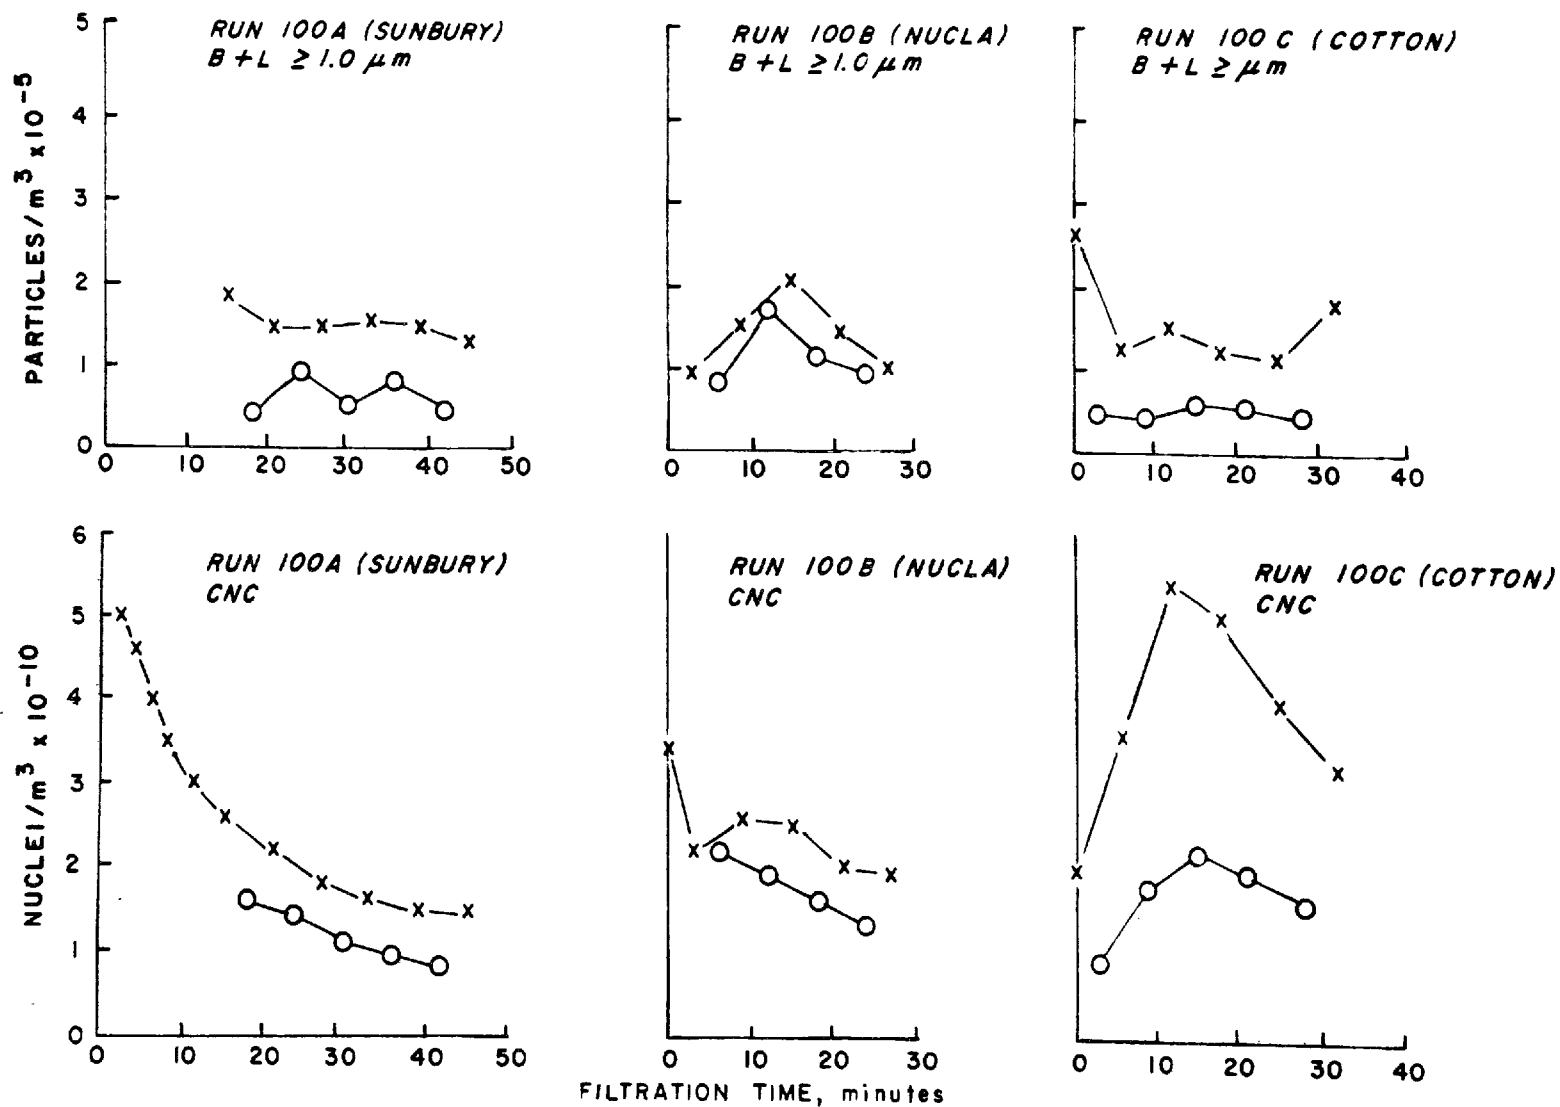 RUN 100A (SUNBURY)
B + L ≥ 1.0 μm
RUN 100B (NUCLA)
B + L ≥ 1.0 μm
RUN 100C (COTTON)
B + L ≥ μm
PARTICLES/m³ x 10⁻⁵
5
4
3
2
1
0
0 10 20 30 40 50
0 10 20 30
0 10 20 30 40
RUN 100A (SUNBURY)
CNC
RUN 100B (NUCLA)
CNC
RUN 100C (COTTON)
CNC
NUCLEI/m³ x 10⁻¹⁰
6
5
4
3
2
1
0
0 10 20 30 40 50
0 10 20 30
0 10 20 30 40
FILTRATION TIME, minutes